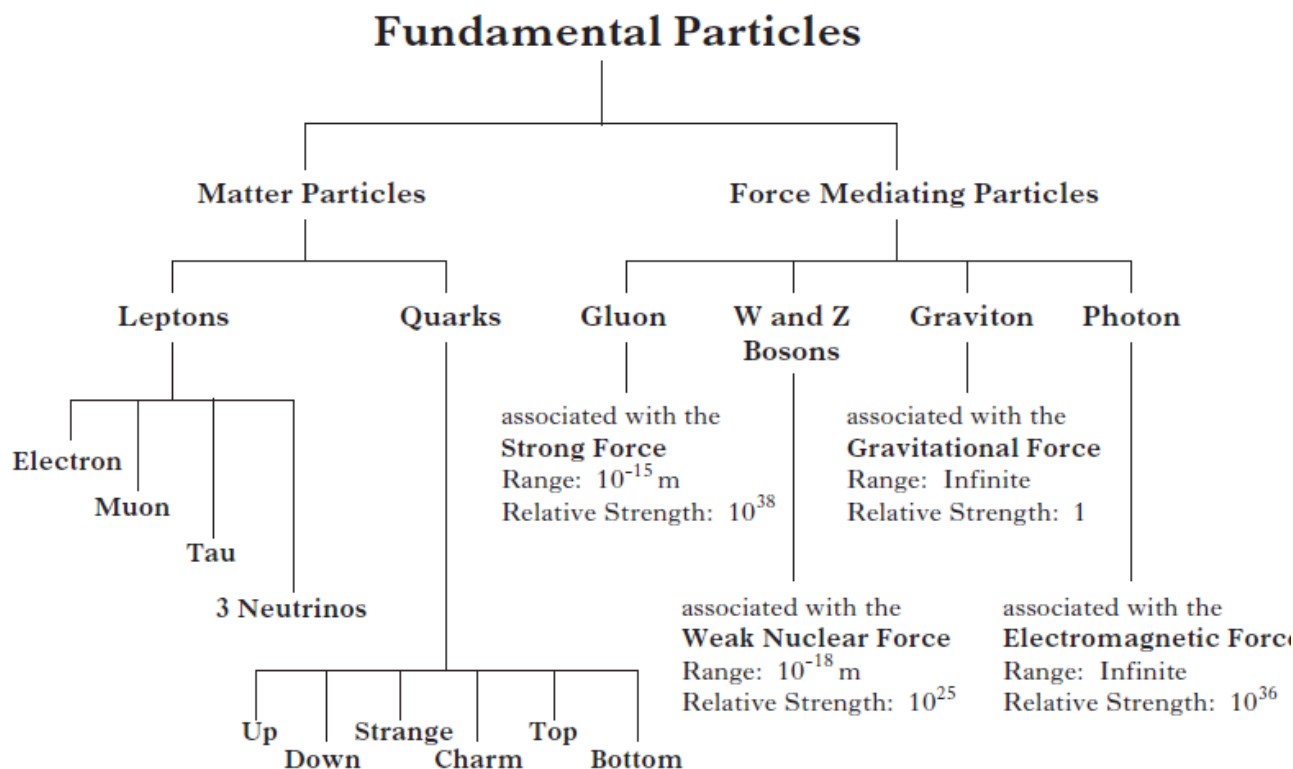 Fundamental Particles
Matter Particles
Force Mediating Particles
Leptons
Quarks
Gluon
W and Z
Bosons
Graviton
Photon
Electron
Muon
Tau
3 Neutrinos
Up
Down
Strange
Charm
Top
Bottom
associated with the
Strong Force
Range: 10⁻¹⁵ m
Relative Strength: 10³⁸
associated with the
Weak Nuclear Force
Range: 10⁻¹⁸ m
Relative Strength: 10²⁵
associated with the
Gravitational Force
Range: Infinite
Relative Strength: 1
associated with the
Electromagnetic Force
Range: Infinite
Relative Strength: 10³⁶